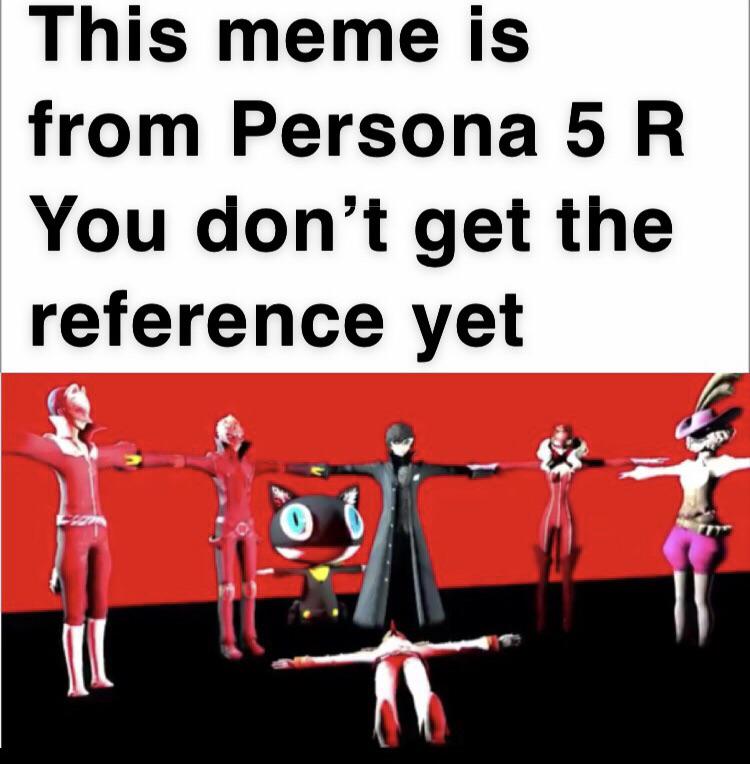 This meme is
from Persona 5 R
You don’t get the
reference yet